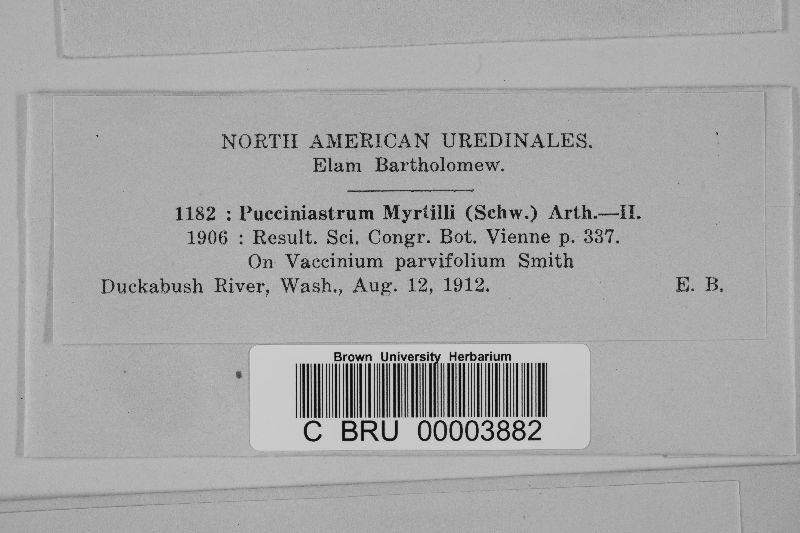 NORTH AMERICAN UREDINALES.
Elam Bartholomew.
1182 : Pucciniastrum Myrtilli (Schw.) Arth.—II.
1906 : Result. Sci. Congr. Bot. Vienne p. 337.
On Vaccinium parvifolium Smith
Duckabush River, Wash., Aug. 12, 1912. E. B.
Brown University Herbarium
C BRU 00003882